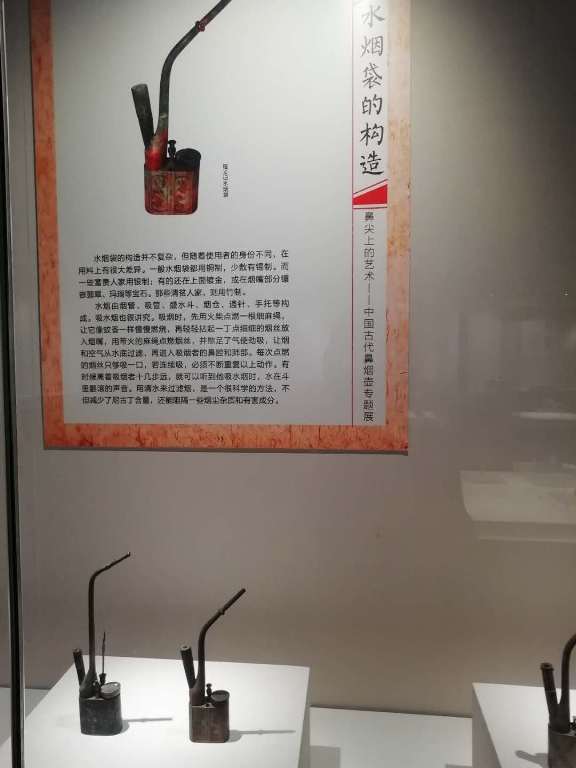 水烟袋的构造
鼻尖上的艺术——中国古代鼻烟壶专题展
水烟袋的构造并不复杂，但随着使用者的身份不同，在
用料上有很大差异。一般水烟袋都用铜制，少数有锡制。而
一些富贵人家用银制；有的还在上面镀金，或在烟嘴部分镶
嵌翡翠、玛瑙等宝石。那些清贫人家，则用竹制。
水烟由烟管、吸管、盛水斗、烟仓、通针、手托等构
成。吸水烟也很讲究。吸烟时，先用火柴点燃一根细麻绳，
让它像蚊香一样慢慢燃烧，再轻轻拈起一丁点细细的烟丝放
入烟嘴，用带火的麻绳点燃烟丝，并除足了气使劲吸，让烟
和空气从水底过滤、再进入吸烟者的鼻腔和肺部。每次点燃
的烟丝只够吸一口，若连续吸，必须不断重复以上动作。有
时候离着吸烟者十几步远，就可以听到他吸水烟时，水在斗
里翻滚的声音。用清水来过滤烟，是一个很科学的方法，不
但减少了尼古丁含量，还能阻隔一些烟尘杂质和有害成分。